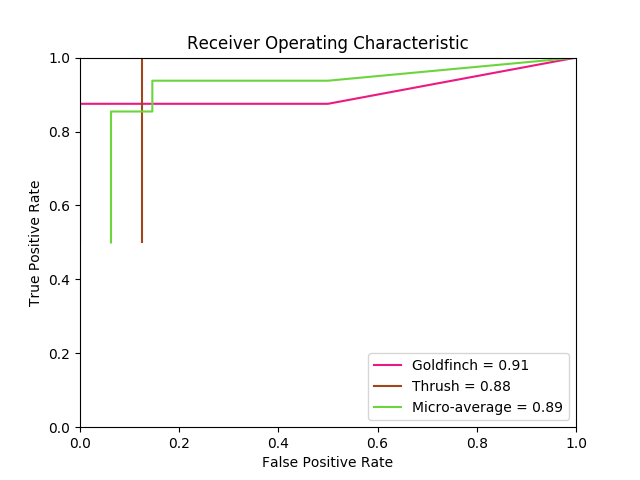 Receiver Operating Characteristic
True Positive Rate
1.0
0.8
0.6
0.4
0.2
0.0
0.0 0.2 0.4 0.6 0.8 1.0
False Positive Rate
Goldfinch = 0.91
Thrush = 0.88
Micro-average = 0.89